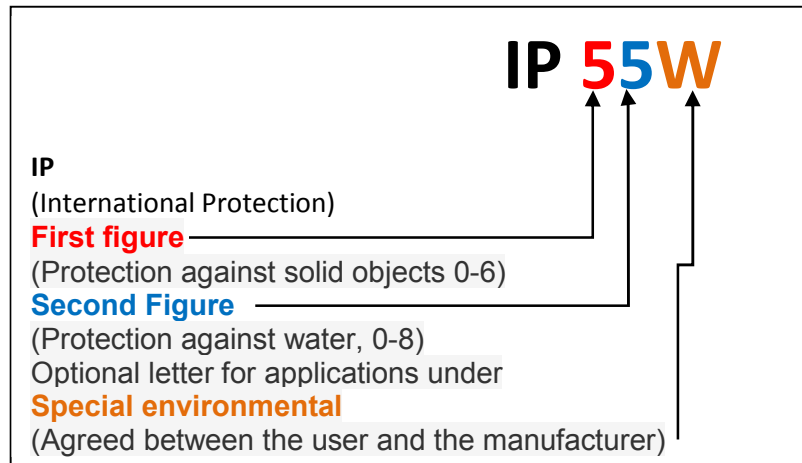 IP 55W
IP
(International Protection)
First figure
(Protection against solid objects 0-6)
Second Figure
(Protection against water, 0-8)
Optional letter for applications under
Special environmental
(Agreed between the user and the manufacturer)